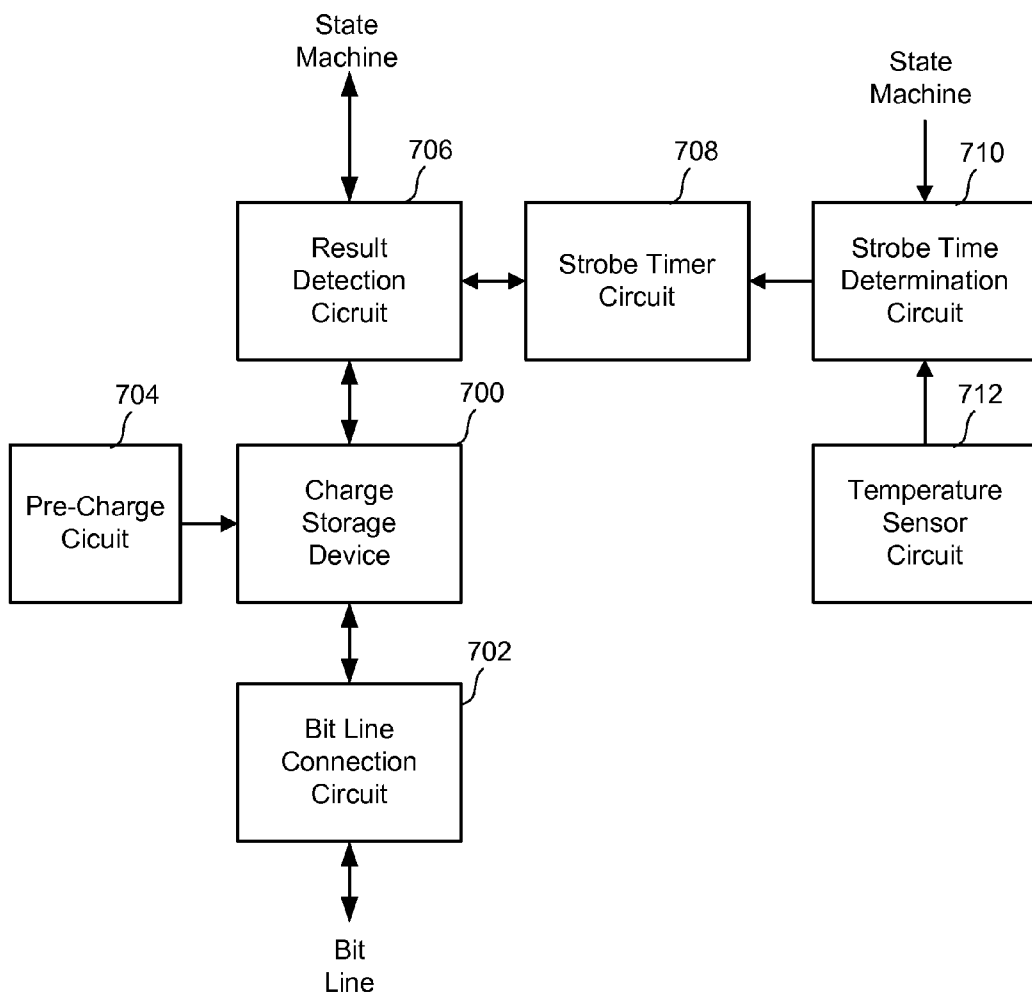 State
Machine
State
Machine
706
708
710
Result
Detection
Cicruit
Strobe Timer
Circuit
Strobe Time
Determination
Circuit
704
700
712
Pre-Charge
Cicuit
Charge
Storage
Device
Temperature
Sensor
Circuit
702
Bit Line
Connection
Circuit
Bit
Line